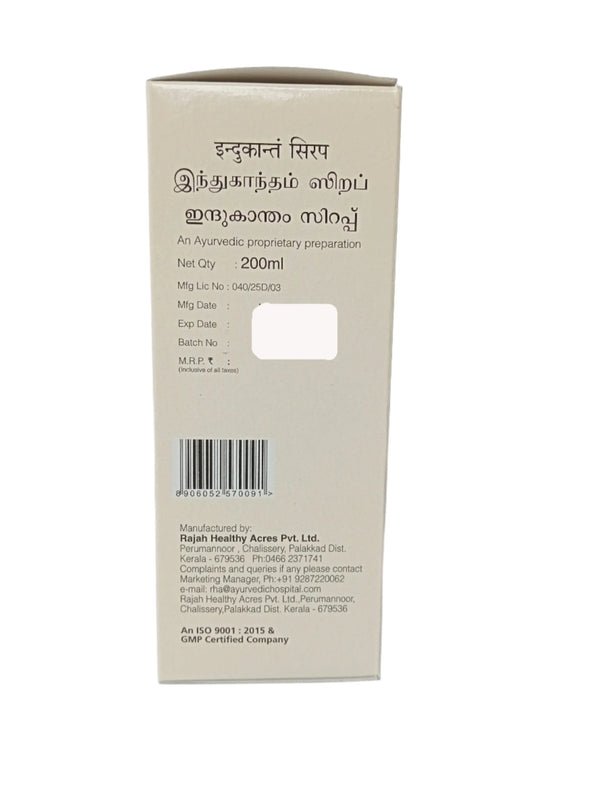 इन्दुकान्तं सिरप
இந்துகாந்தம் ஸிறப்
ഇന്ദുകാന്തം സിറപ്പ്
An Ayurvedic proprietary preparation
Net Qty : 200ml
Mfg Lic No : 040/25D/03
Mfg Date :
Exp Date :
Batch No :
M.R.P. ₹ :
(Inclusive of all taxes)
8906052570091>
Manufactured by:
Rajah Healthy Acres Pvt. Ltd.
Perumannoor , Chalissery, Palakkad Dist.
Kerala - 679536 Ph:0466 2371741
Complaints and queries if any please contact
Marketing Manager, Ph:+91 9287220062
e-mail: rha@ayurvedichospital.com
Rajah Healthy Acres Pvt. Ltd.,Perumannoor,
Chalissery,Palakkad Dist. Kerala - 679536
An ISO 9001 : 2015 &
GMP Certified Company